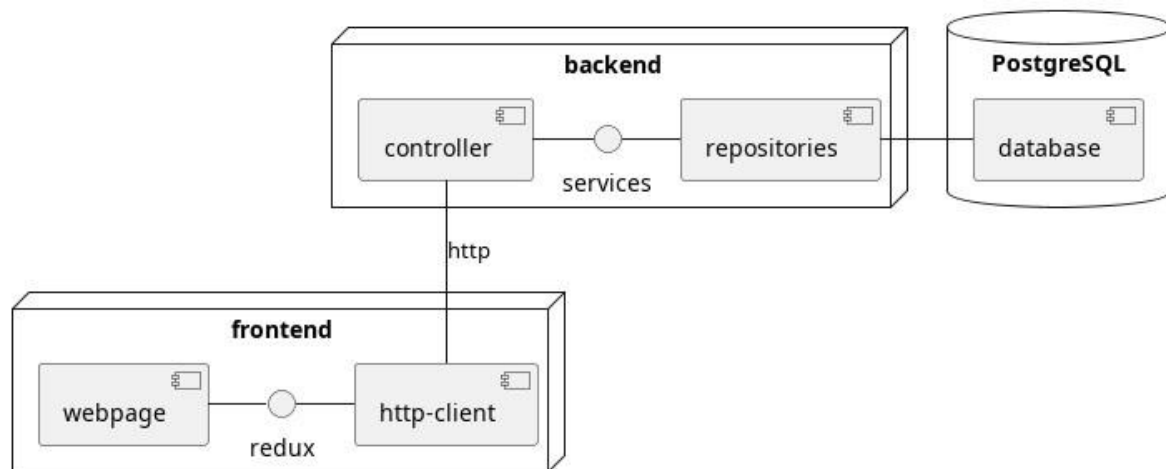 backend
PostgreSQL
controller
services
repositories
database
http
frontend
webpage
redux
http-client